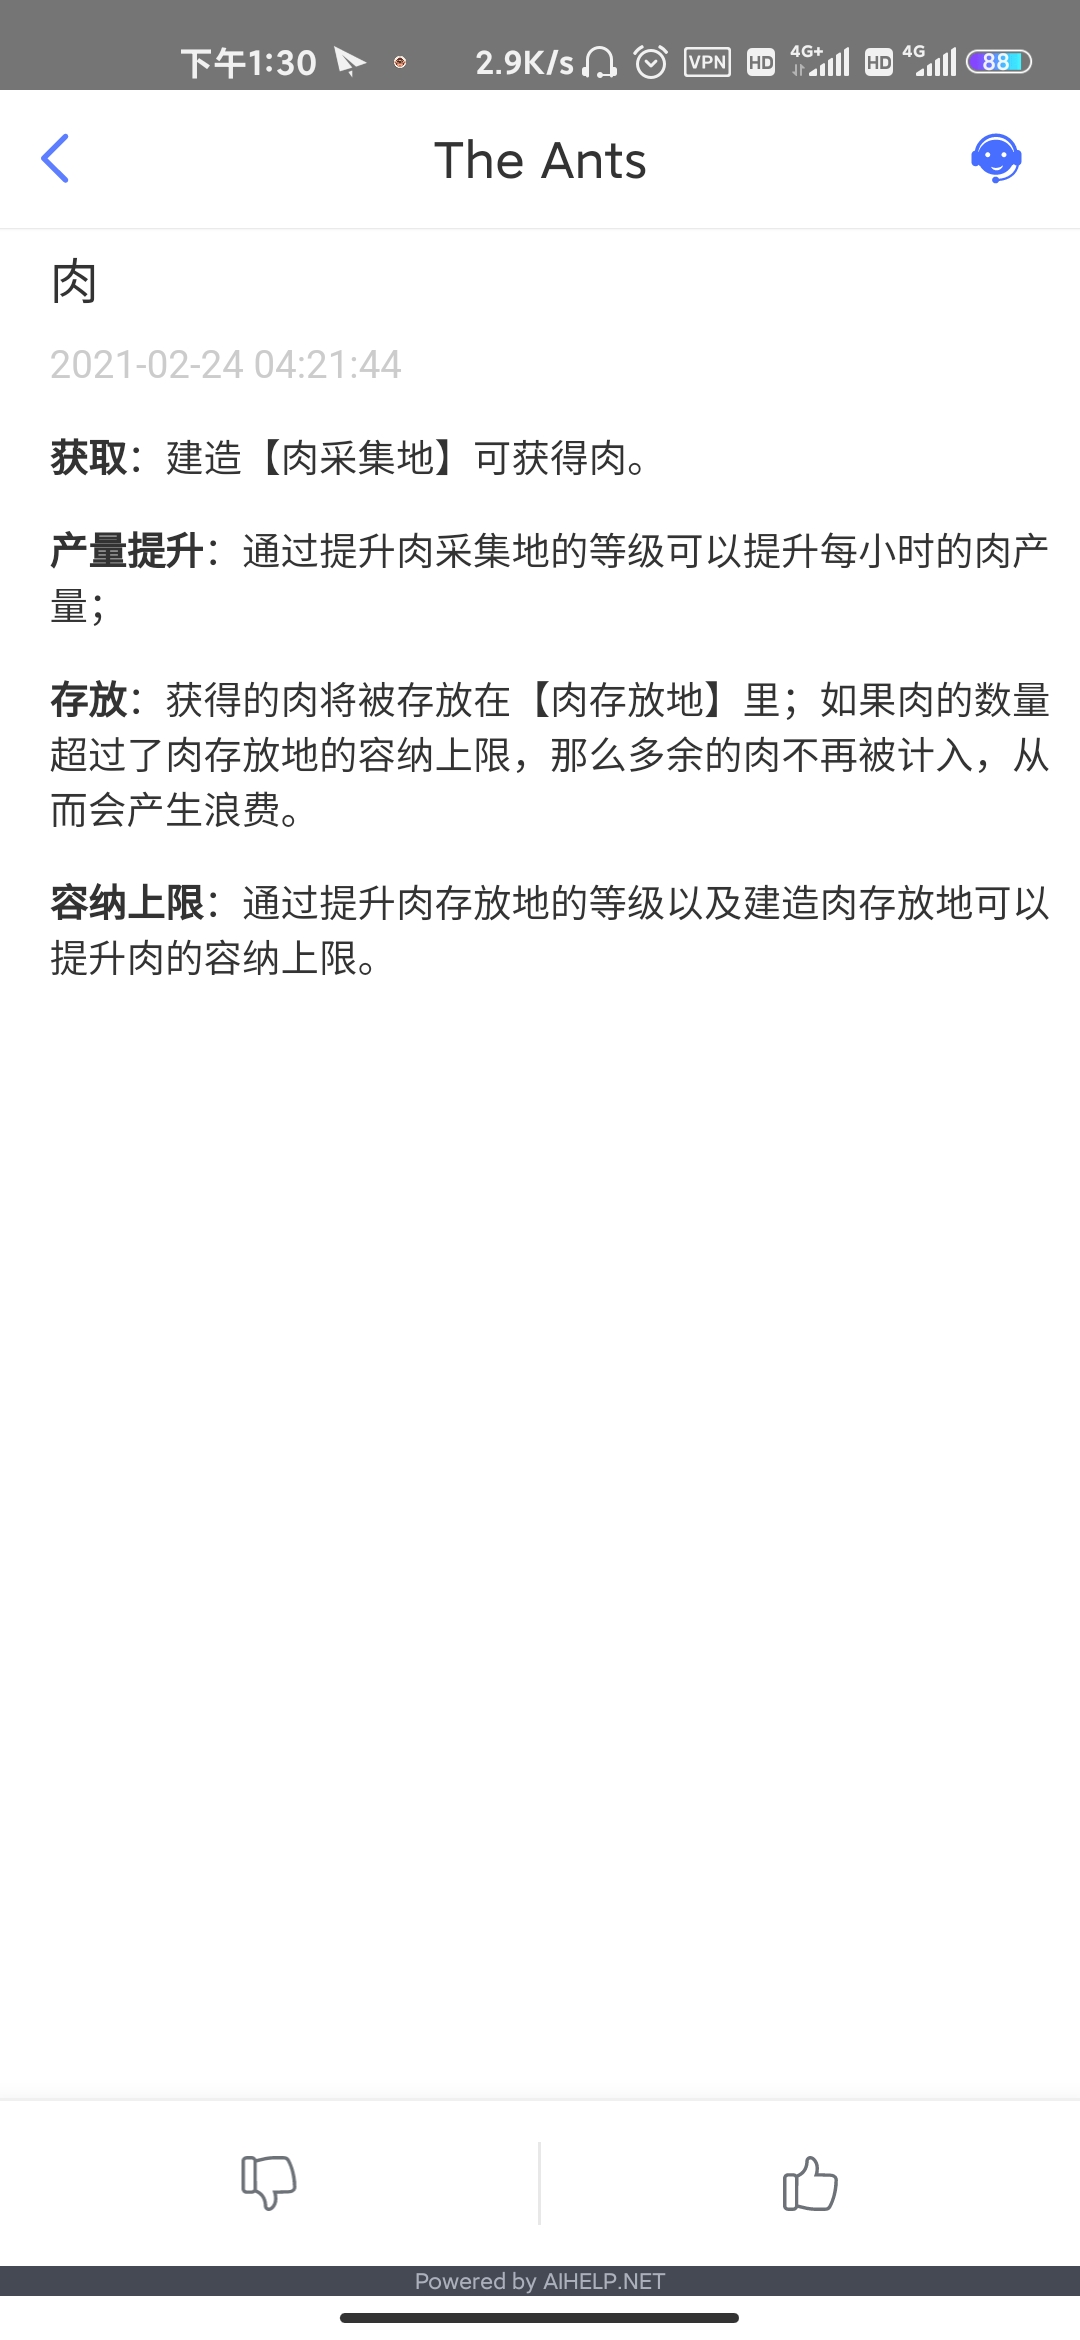 下午1:30 2.9K/s VPN HD 4G+ HD 4G 88
The Ants
肉
2021-02-24 04:21:44
获取：建造【肉采集地】可获得肉。
产量提升：通过提升肉采集地的等级可以提升每小时的肉产
量；
存放：获得的肉将被存放在【肉存放地】里；如果肉的数量
超过了肉存放地的容纳上限，那么多余的肉不再被计入，从
而会产生浪费。
容纳上限：通过提升肉存放地的等级以及建造肉存放地可以
提升肉的容纳上限。
Powered by AIHELP.NET